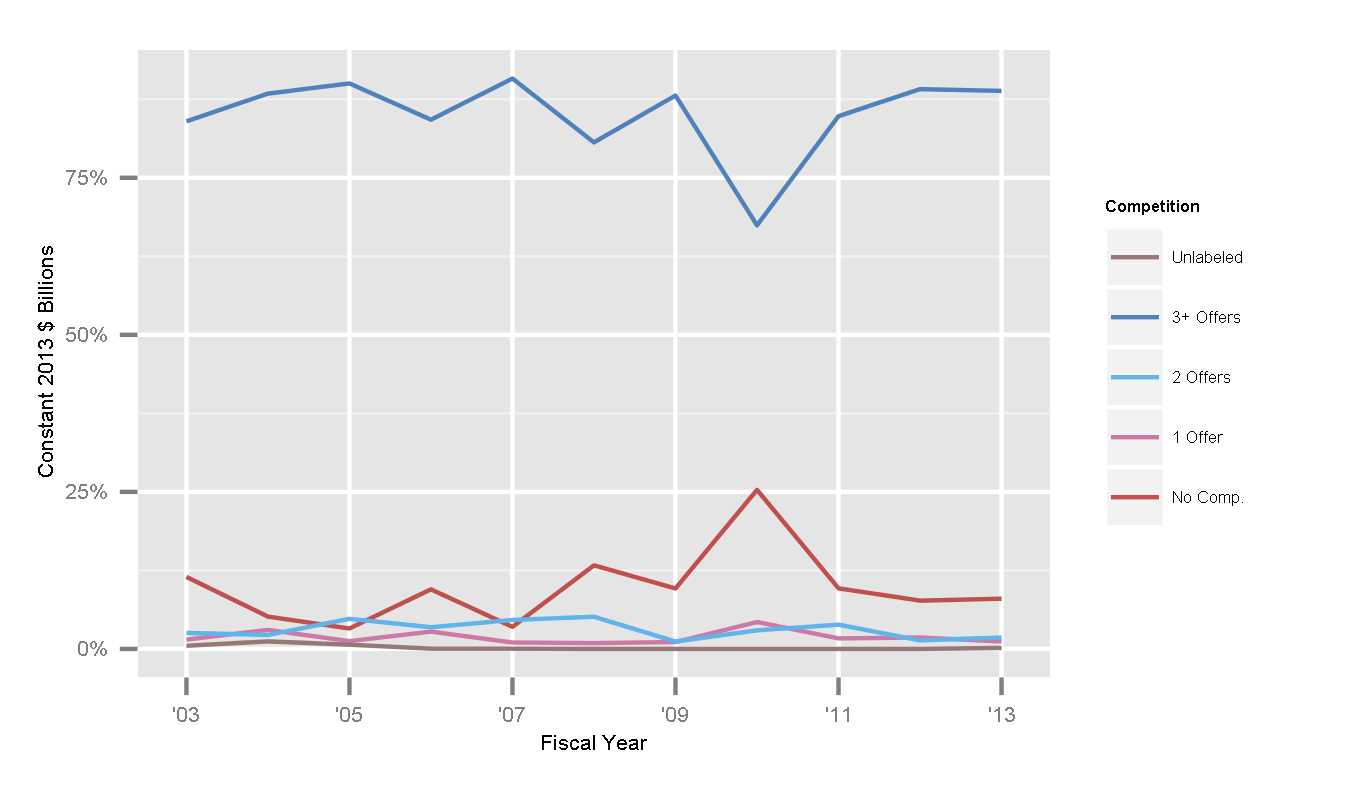 Constant 2013 $ Billions
75%
50%
25%
0%
'03
'05
'07
'09
'11
'13
Fiscal Year
Competition
Unlabeled
3+ Offers
2 Offers
1 Offer
No Comp.